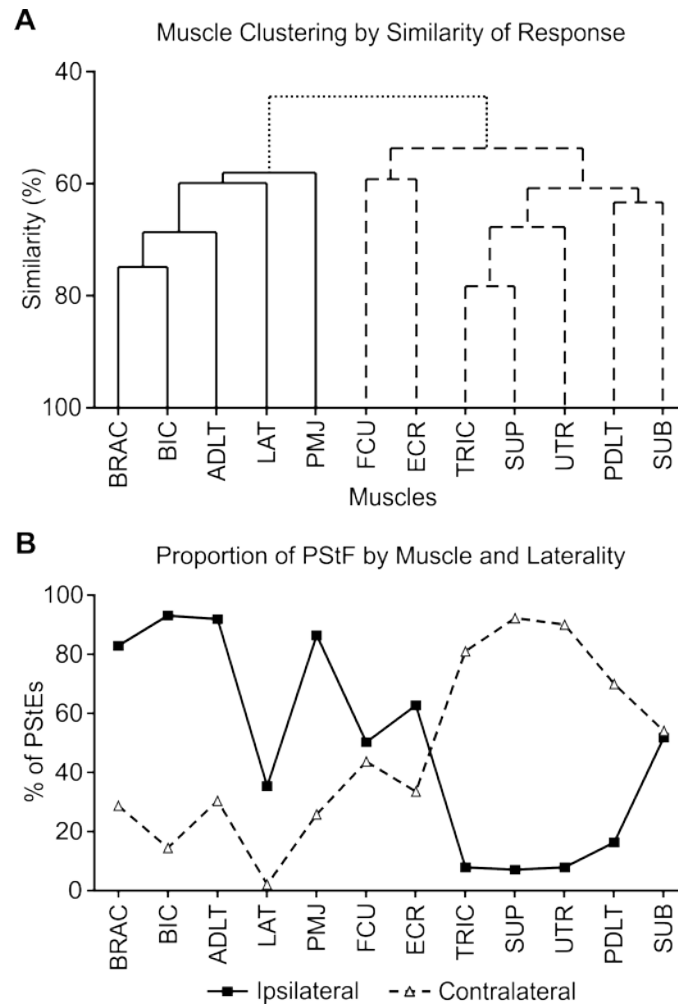 A
Muscle Clustering by Similarity of Response
40
60
80
100
Similarity (%)
BRAC
BIC
ADLT
LAT
PMJ
FCU
ECR
TRIC
SUP
UTR
PDLT
SUB
Muscles
B
Proportion of PStF by Muscle and Laterality
100
80
60
40
20
0
% of PStEs
BRAC
BIC
ADLT
LAT
PMJ
FCU
ECR
TRIC
SUP
UTR
PDLT
SUB
Ipsilateral
Contralateral